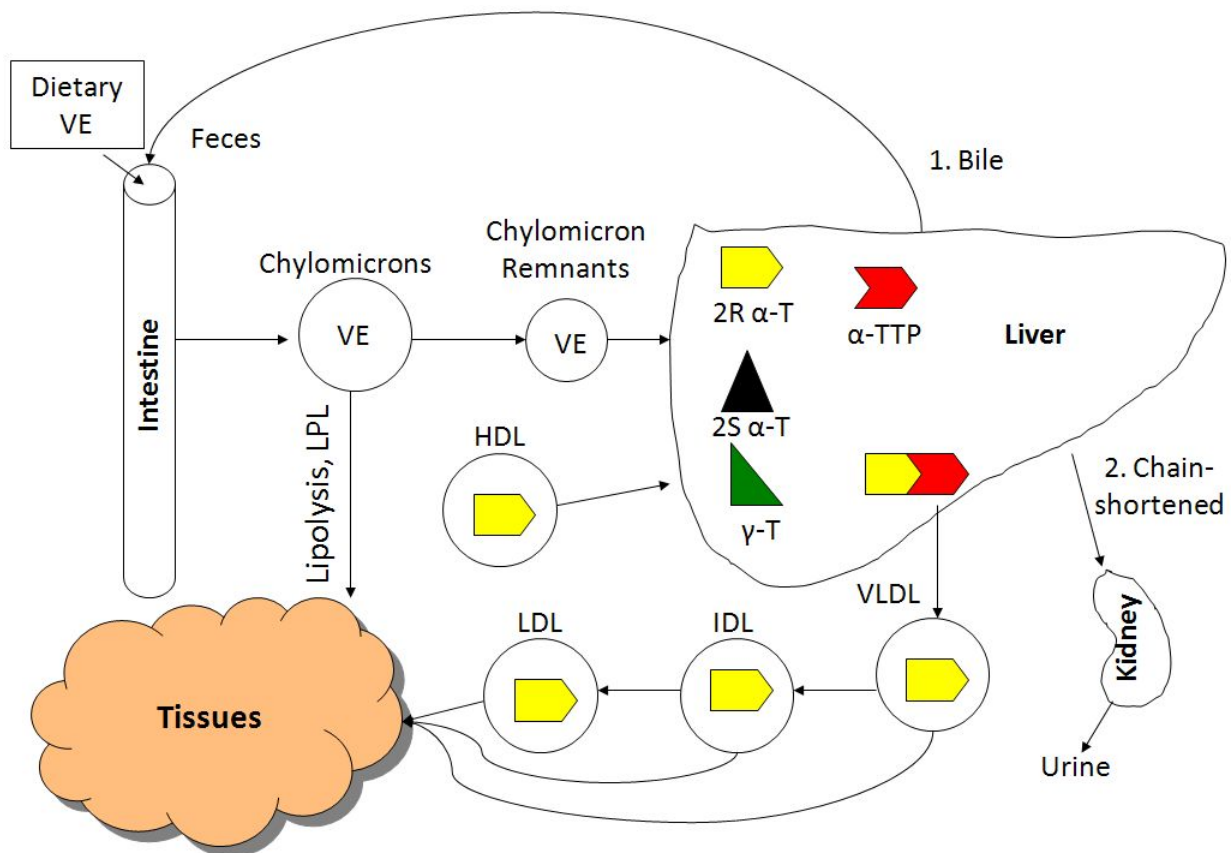 Dietary
VE
Feces
1. Bile
Chylomicrons
Chylomicron
Remnants
VE
VE
Intestine
2R α-T
α-TTP
Liver
2S α-T
γ-T
HDL
Lipolysis, LPL
2. Chain-
shortened
VLDL
LDL
IDL
Kidney
Tissues
Urine